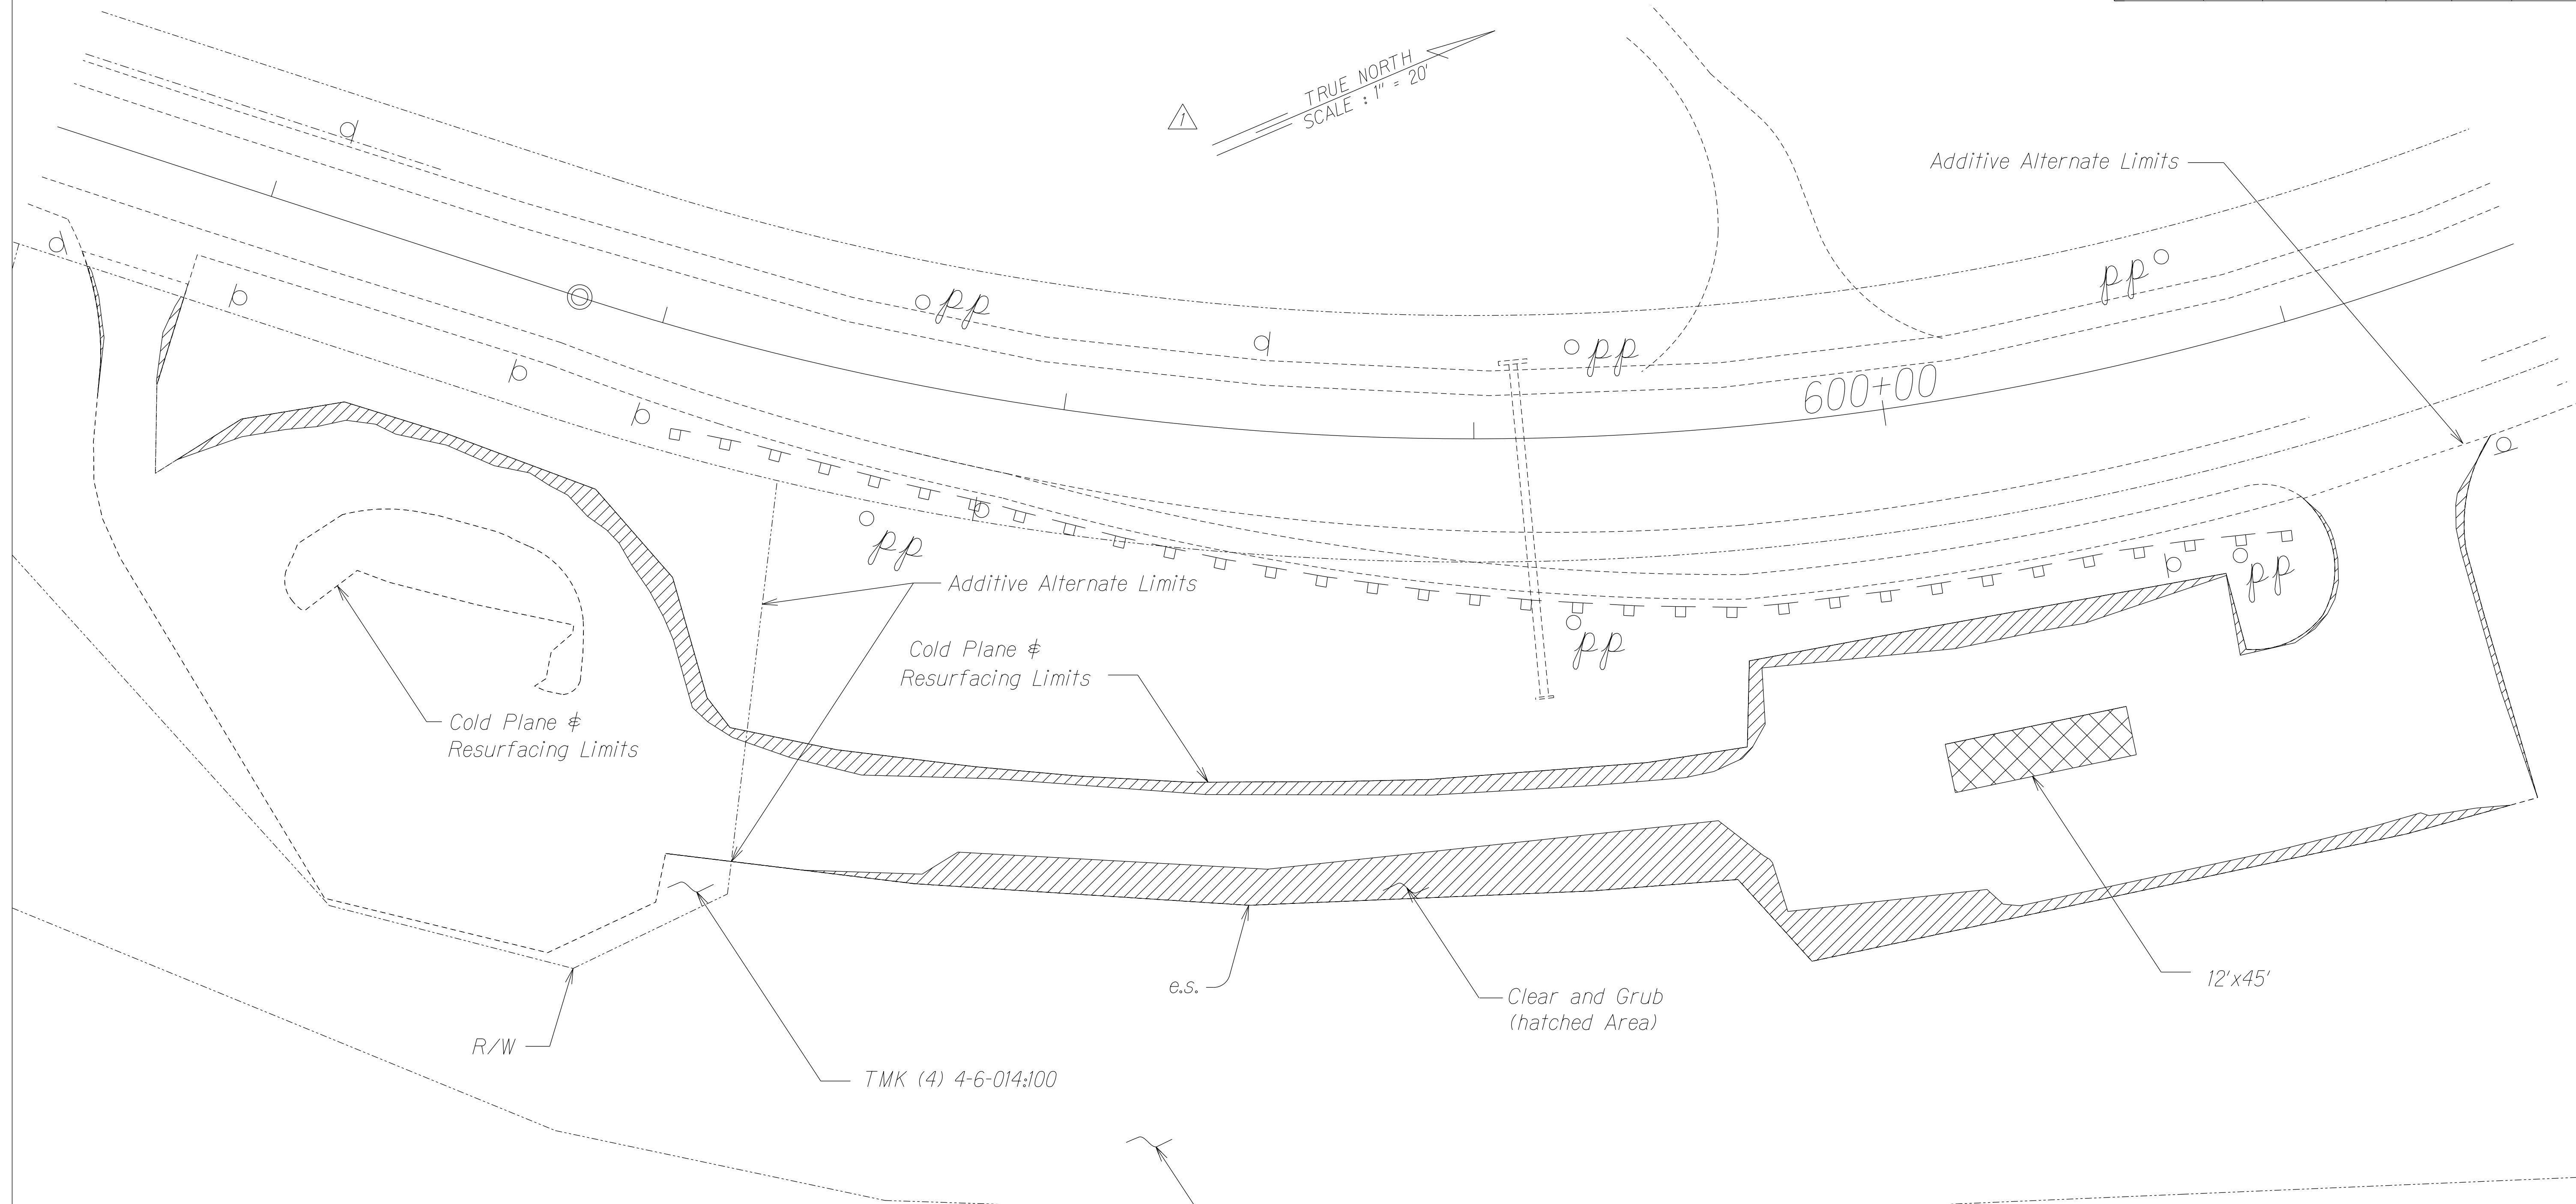 TRUE NORTH
SCALE : 1" = 20'
1
Additive Alternate Limits
pp
pp
pp
600+00
pp
pp
pp
Additive Alternate Limits
Cold Plane &
Resurfacing Limits
Cold Plane &
Resurfacing Limits
12'x45'
e.s.
Clear and Grub
(hatched Area)
R/W
TMK (4) 4-6-014:100